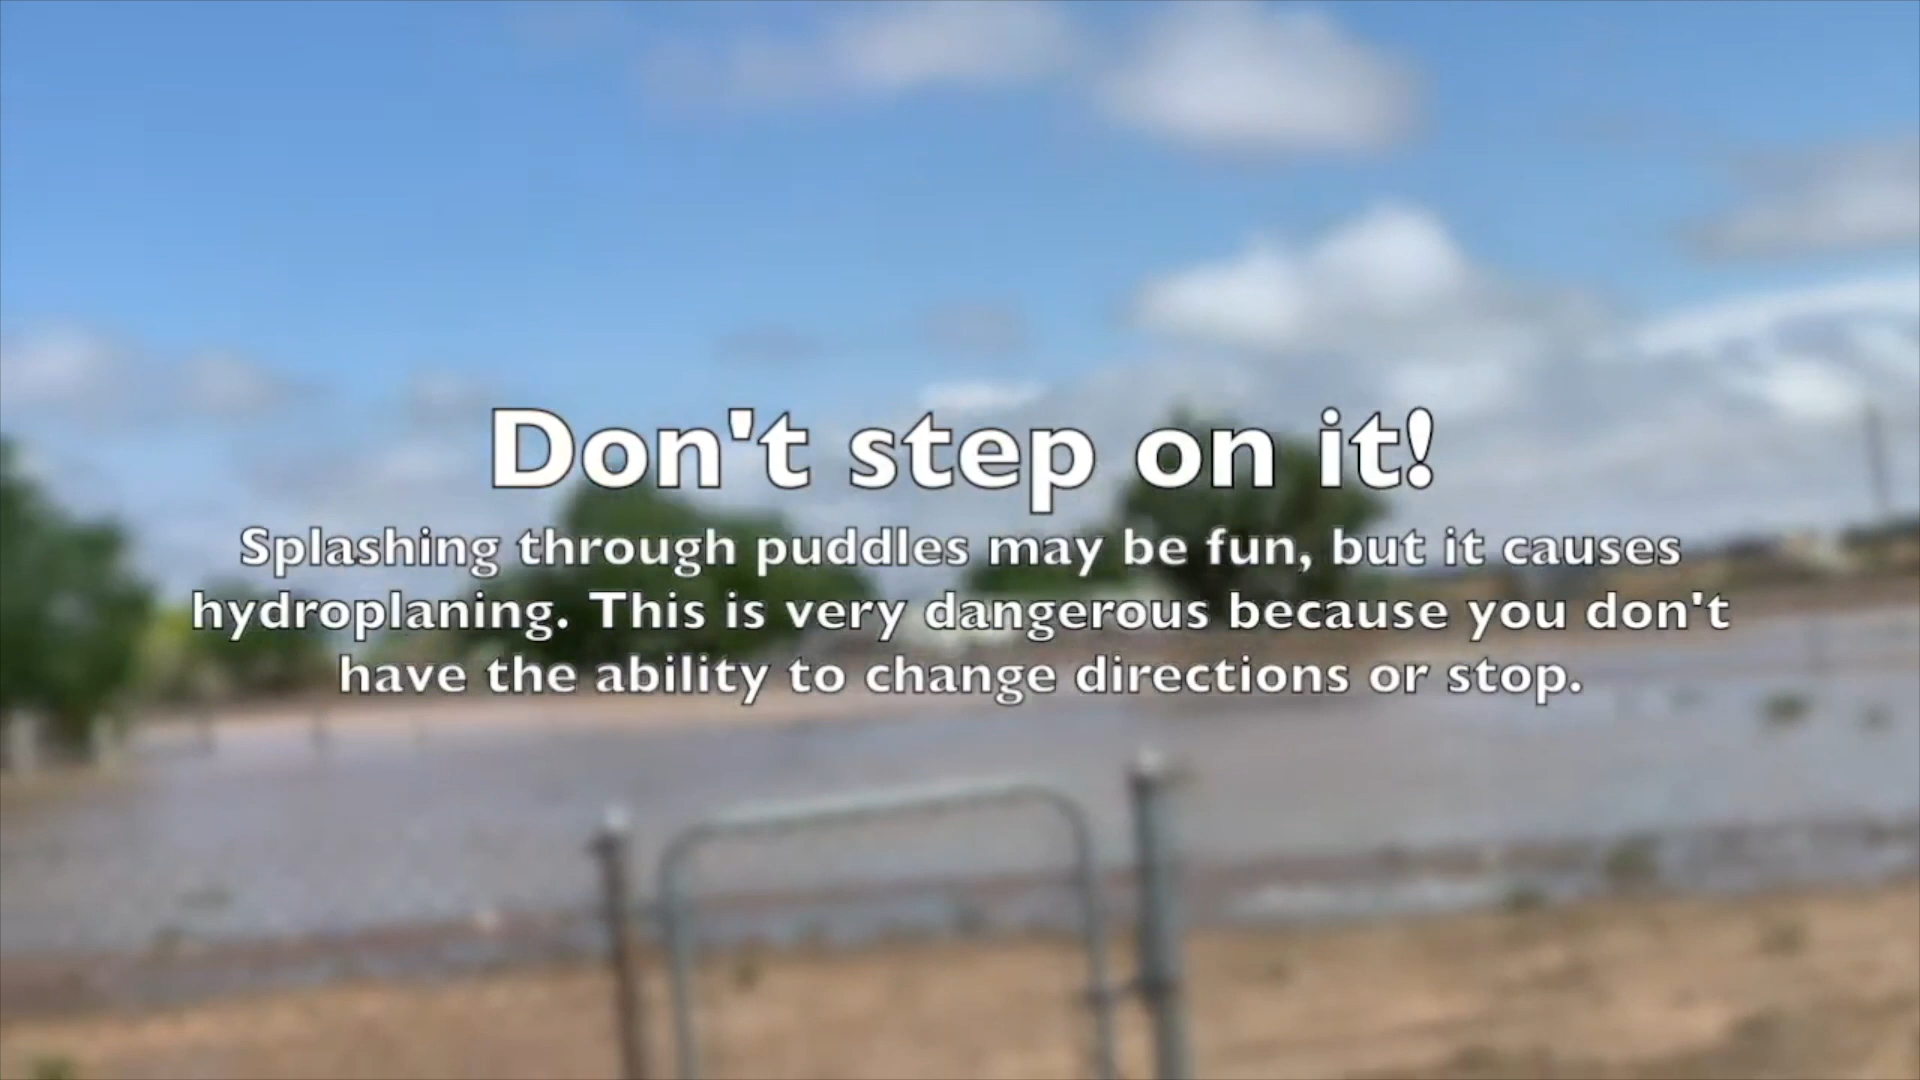 Don't step on it!
Splashing through puddles may be fun, but it causes
hydroplaning. This is very dangerous because you don't
have the ability to change directions or stop.